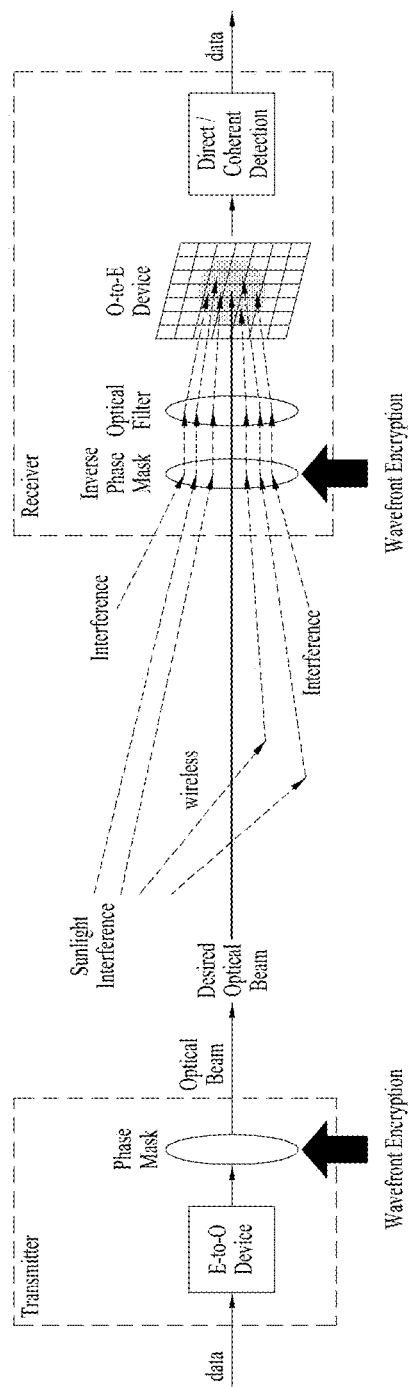 data
Transmitter
E-to-O
Device
Phase
Mask
Wavefront Encryption
Optical
Beam
Desired
Optical
Beam
Sunlight
Interference
wireless
Interference
Interference
Receiver
Inverse
Phase
Mask
Optical
Filter
Wavefront Encryption
O-to-E
Device
Direct /
Coherent
Detection
data